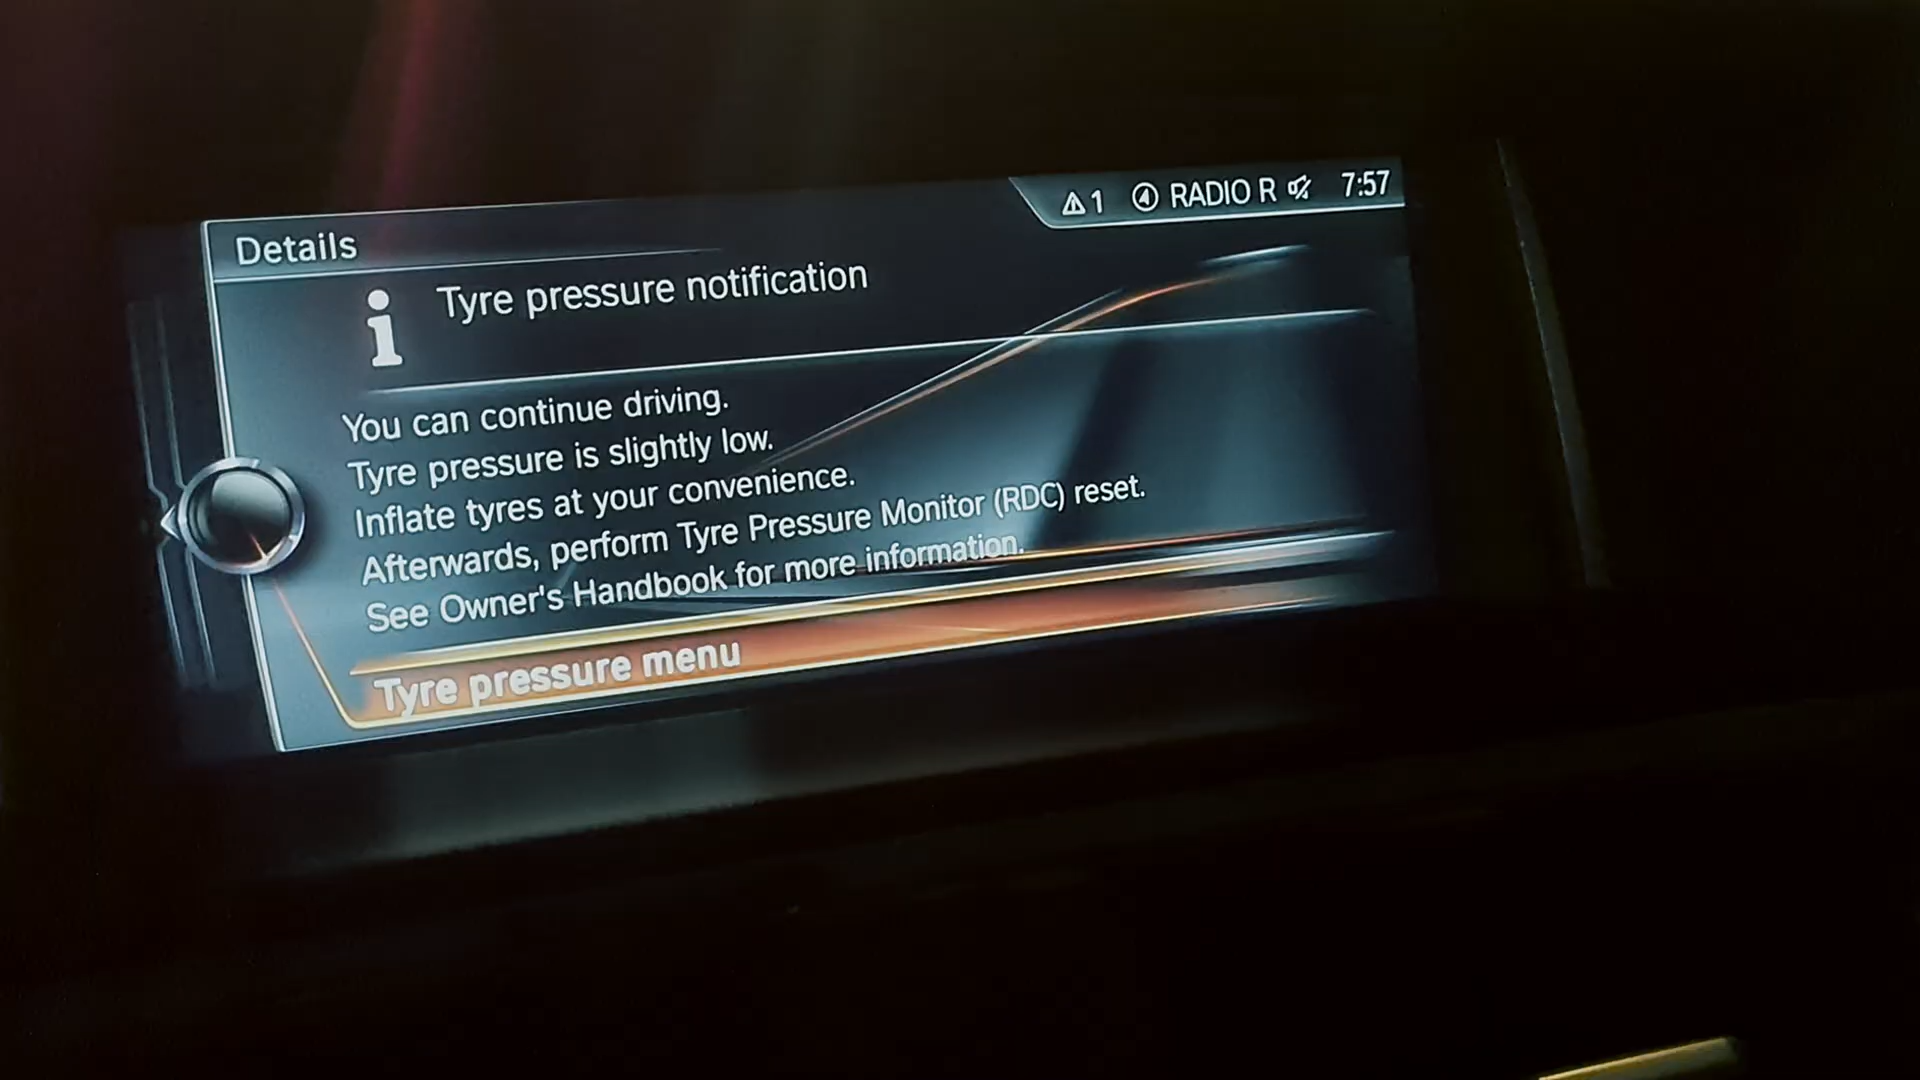 1 RADIO R 7:57
Details
Tyre pressure notification
You can continue driving.
Tyre pressure is slightly low.
Inflate tyres at your convenience.
Afterwards, perform Tyre Pressure Monitor (RDC) reset.
See Owner's Handbook for more information.
Tyre pressure menu